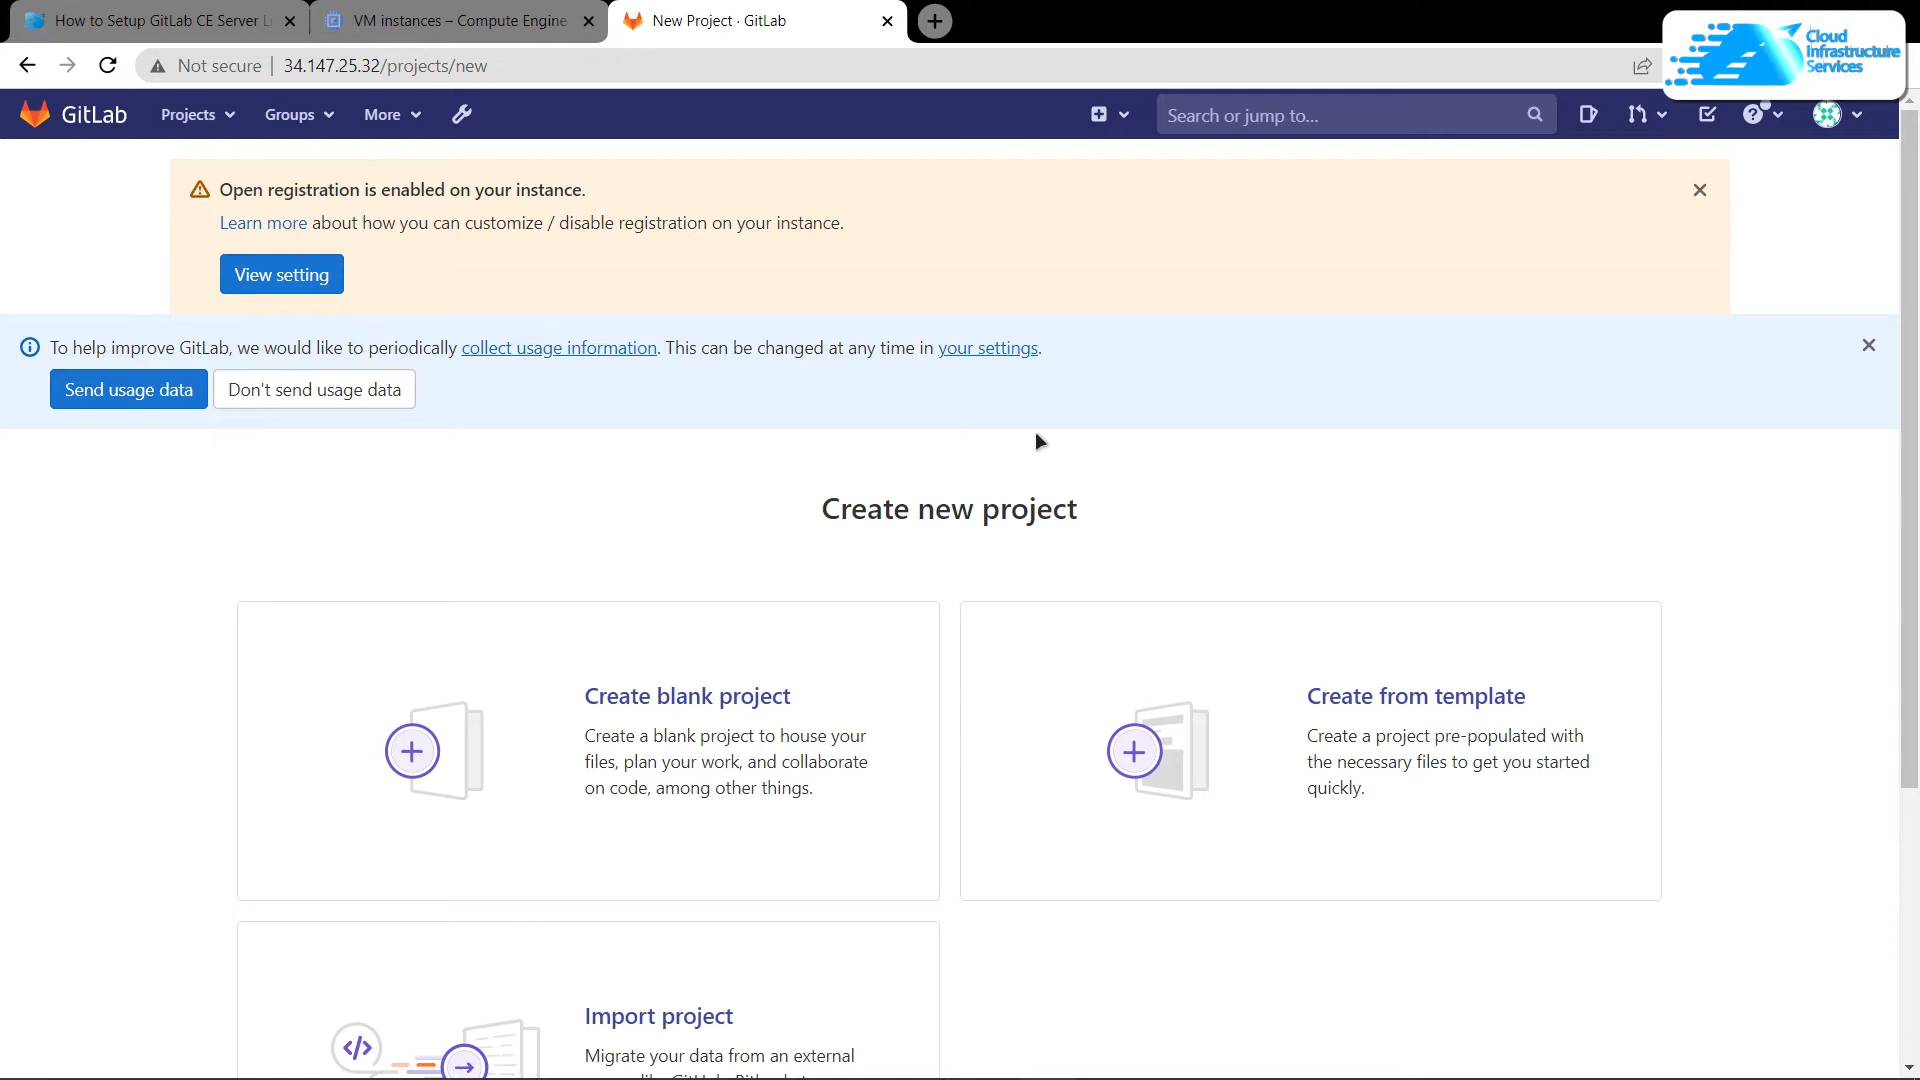 How to Setup GitLab CE Server
VM instances – Compute Engine
New Project · GitLab
Cloud
Infrastructure
Services
Not secure
34.147.25.32/projects/new
GitLab
Projects
Groups
More
Search or jump to...
Open registration is enabled on your instance.
Learn more about how you can customize / disable registration on your instance.
View setting
To help improve GitLab, we would like to periodically collect usage information. This can be changed at any time in your settings.
Send usage data
Don't send usage data
Create new project
Create blank project
Create a blank project to house your
files, plan your work, and collaborate
on code, among other things.
Create from template
Create a project pre-populated with
the necessary files to get you started
quickly.
Import project
Migrate your data from an external